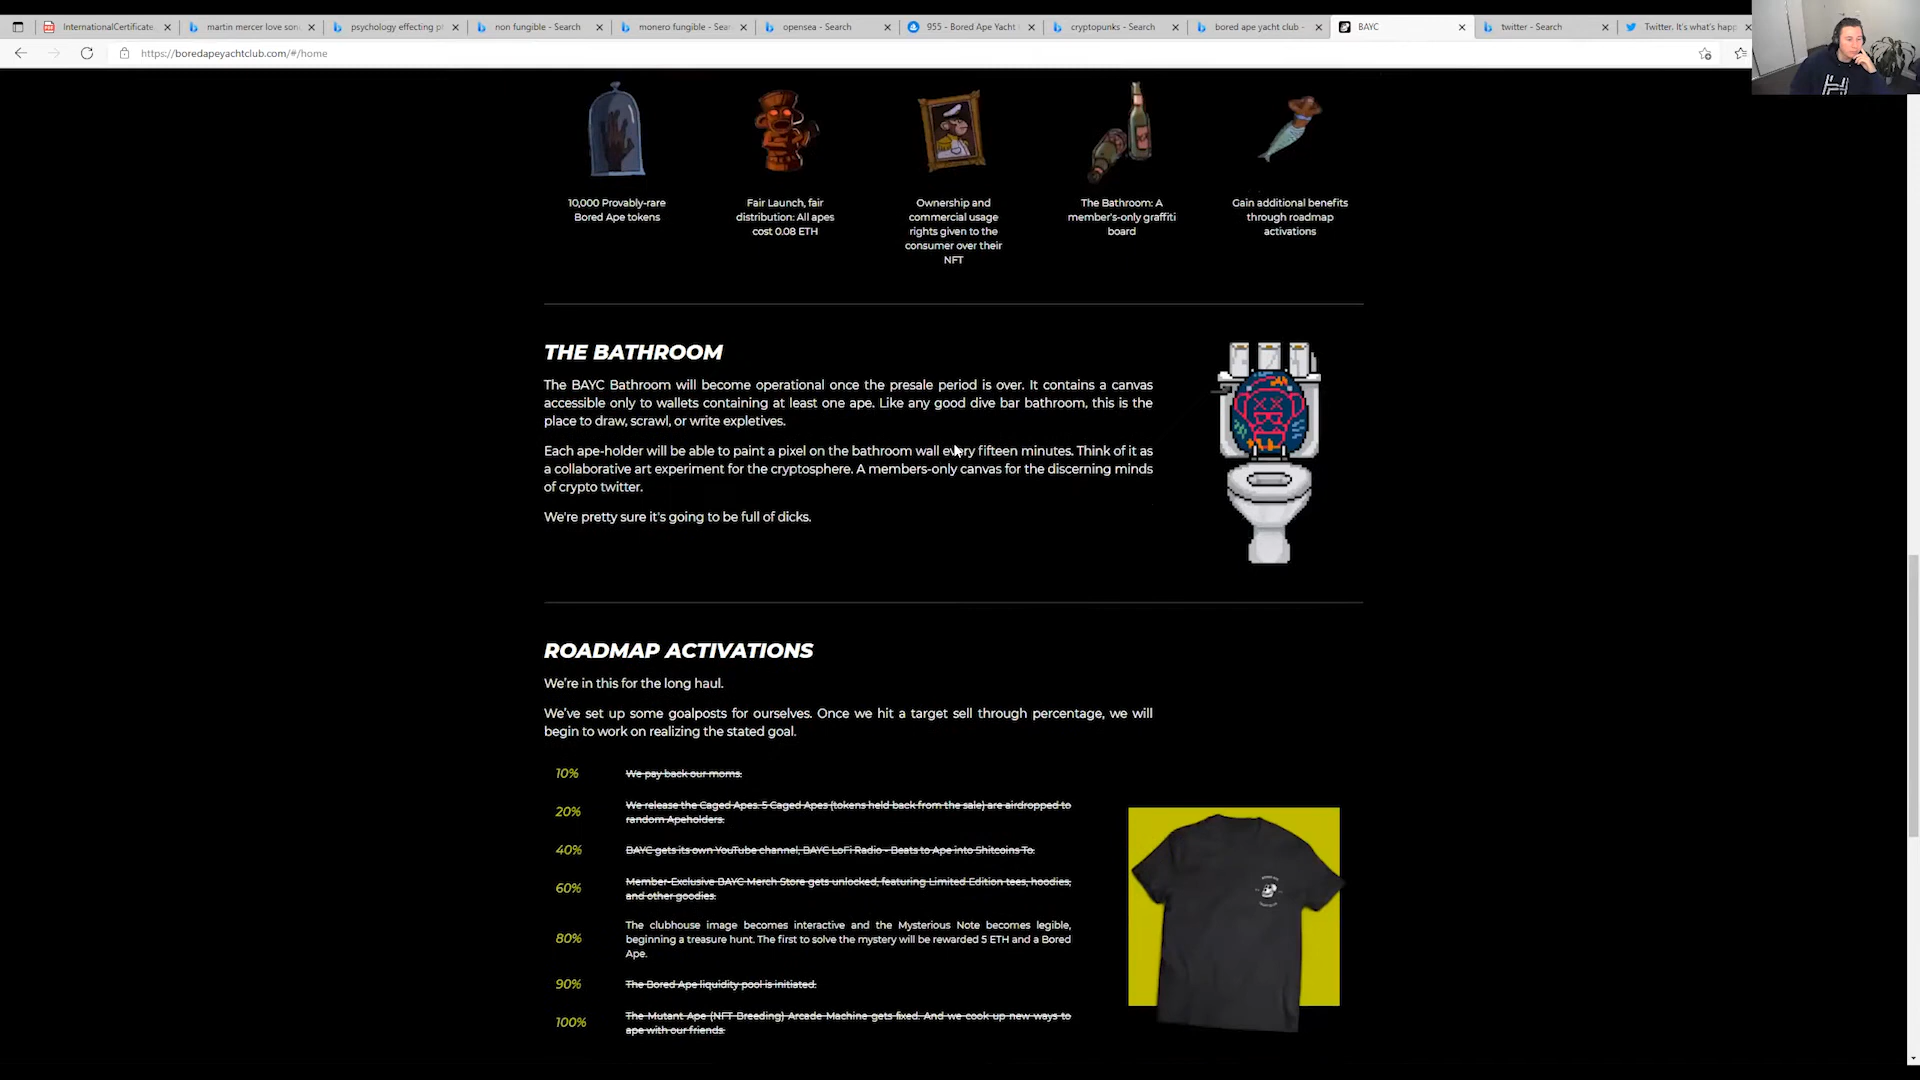 InternationalCertificate.
martin mercer love son
psychology effecting p
non fungible - Search
monero fungible - Sear
opensea - Search
955 - Bored Ape Yacht
cryptopunks - Search
bored ape yacht club -
BAYC
twitter - Search
Twitter. It's what's happ
https://boredapeyachtclub.com/#/home
10,000 Provably-rare
Bored Ape tokens
Fair Launch, fair
distribution: All apes
cost 0.08 ETH
Ownership and
commercial usage
rights given to the
consumer over their
NFT
The Bathroom: A
member's-only graffiti
board
Gain additional benefits
through roadmap
activations
THE BATHROOM
The BAYC Bathroom will become operational once the presale period is over. It contains a canvas
accessible only to wallets containing at least one ape. Like any good dive bar bathroom, this is the
place to draw, scrawl, or write expletives.
Each ape-holder will be able to paint a pixel on the bathroom wall every fifteen minutes. Think of it as
a collaborative art experiment for the cryptosphere. A members-only canvas for the discerning minds
of crypto twitter.
We're pretty sure it's going to be full of dicks.
ROADMAP ACTIVATIONS
We're in this for the long haul.
We've set up some goalposts for ourselves. Once we hit a target sell through percentage, we will
begin to work on realizing the stated goal.
10% We pay back our moms.
20% We release the Caged Apes. 5 Caged Apes (tokens held back from the sale) are airdropped to
random Apeholders.
40% BAYC gets its own YouTube channel, BAYC LoFi Radio - Beats to Ape into Shitcoins To.
60% Member-Exclusive BAYC Merch Store gets unlocked, featuring Limited Edition tees, hoodies,
and other goodies.
80% The clubhouse image becomes interactive and the Mysterious Note becomes legible,
beginning a treasure hunt. The first to solve the mystery will be rewarded 5 ETH and a Bored
Ape.
90% The Bored Ape liquidity pool is initiated.
100% The Mutant Ape (NFT Breeding) Arcade Machine gets fixed. And we cook up new ways to
ape with our friends.